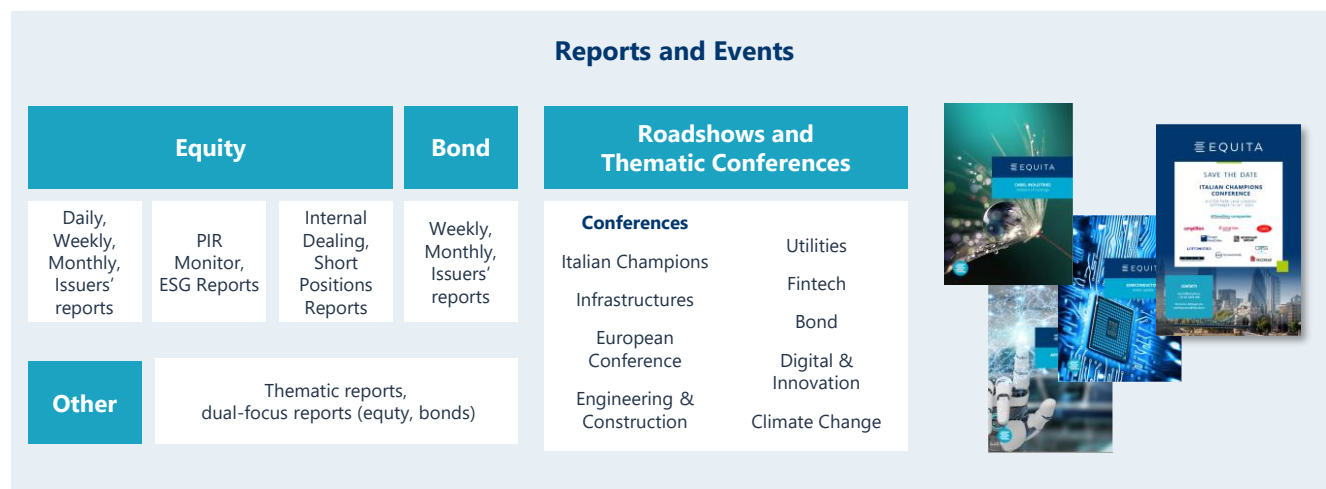 Reports and Events
Equity
Bond
Roadshows and
Thematic Conferences
Daily,
Weekly,
Monthly,
Issuers’
reports
PIR
Monitor,
ESG Reports
Internal
Dealing,
Short
Positions
Reports
Weekly,
Monthly,
Issuers’
reports
Other
Thematic reports,
dual-focus reports (equty, bonds)
Conferences
Italian Champions
Infrastructures
European
Conference
Engineering &
Construction
Utilities
Fintech
Bond
Digital &
Innovation
Climate Change
EQUITA
EQUITA
SAVE THE DATE
ITALIAN CHAMPIONS
CONFERENCE